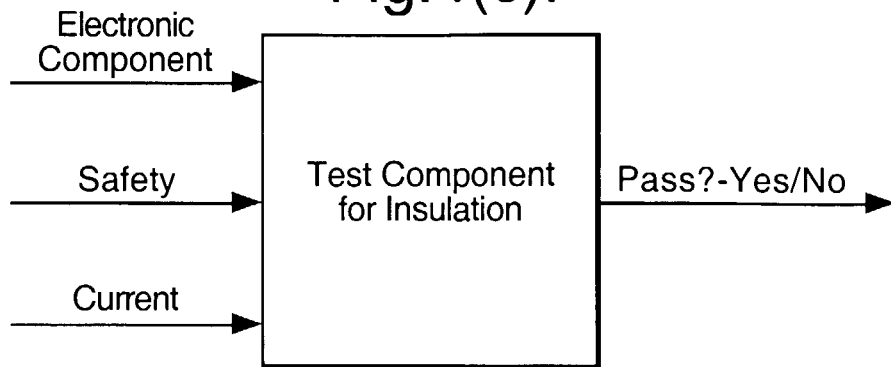 Electronic
Component
Safety
Current
Test Component
for Insulation
Pass?-Yes/No